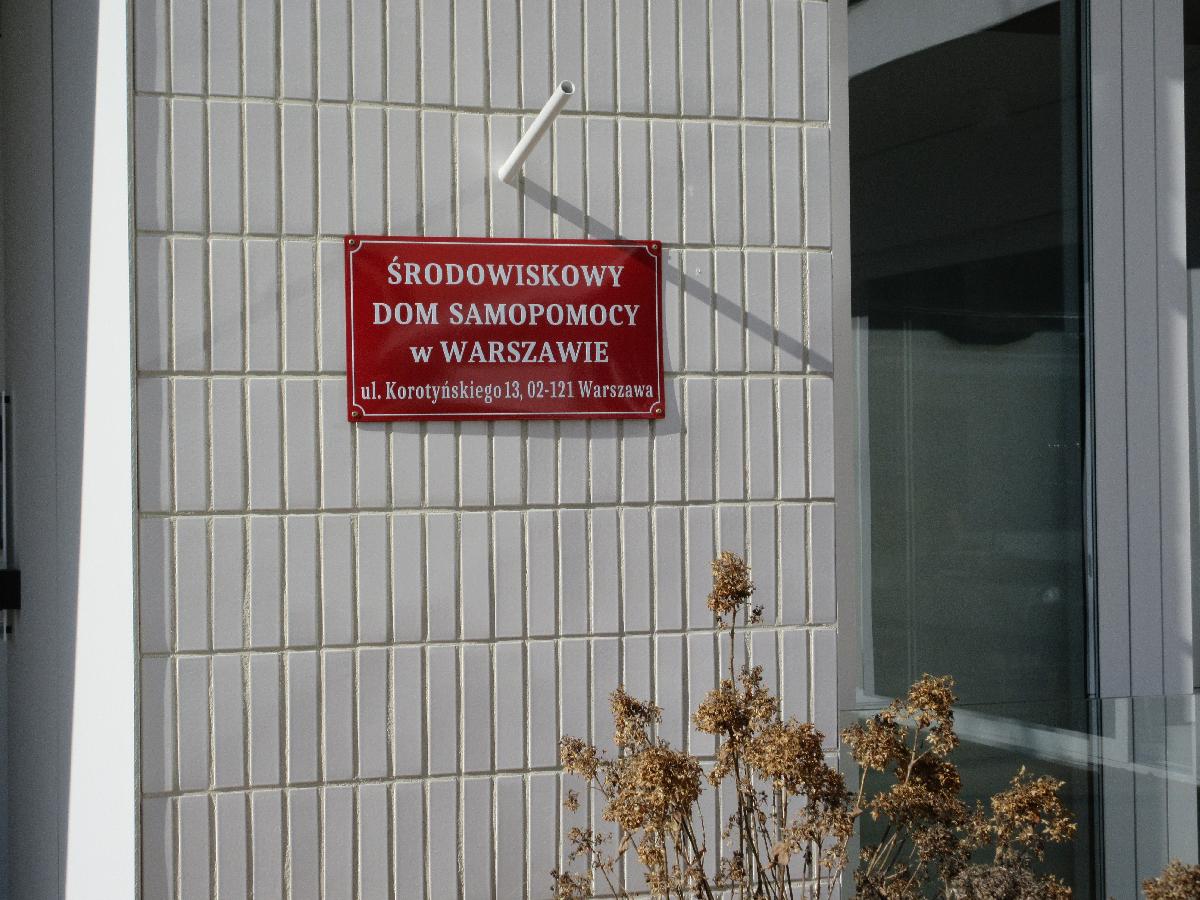 ŚRODOWISKOWY
DOM SAMOPOMOCY
w WARSZAWIE
ul. Korotyńskiego 13, 02-121 Warszawa